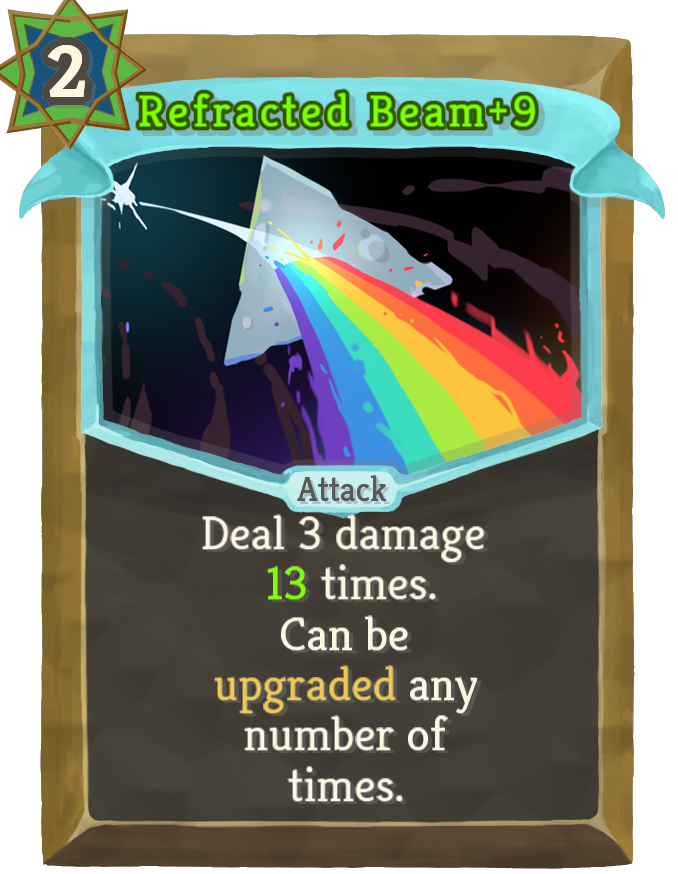 2
Refracted Beam+9
Attack
Deal 3 damage
13 times.
Can be
upgraded any
number of
times.